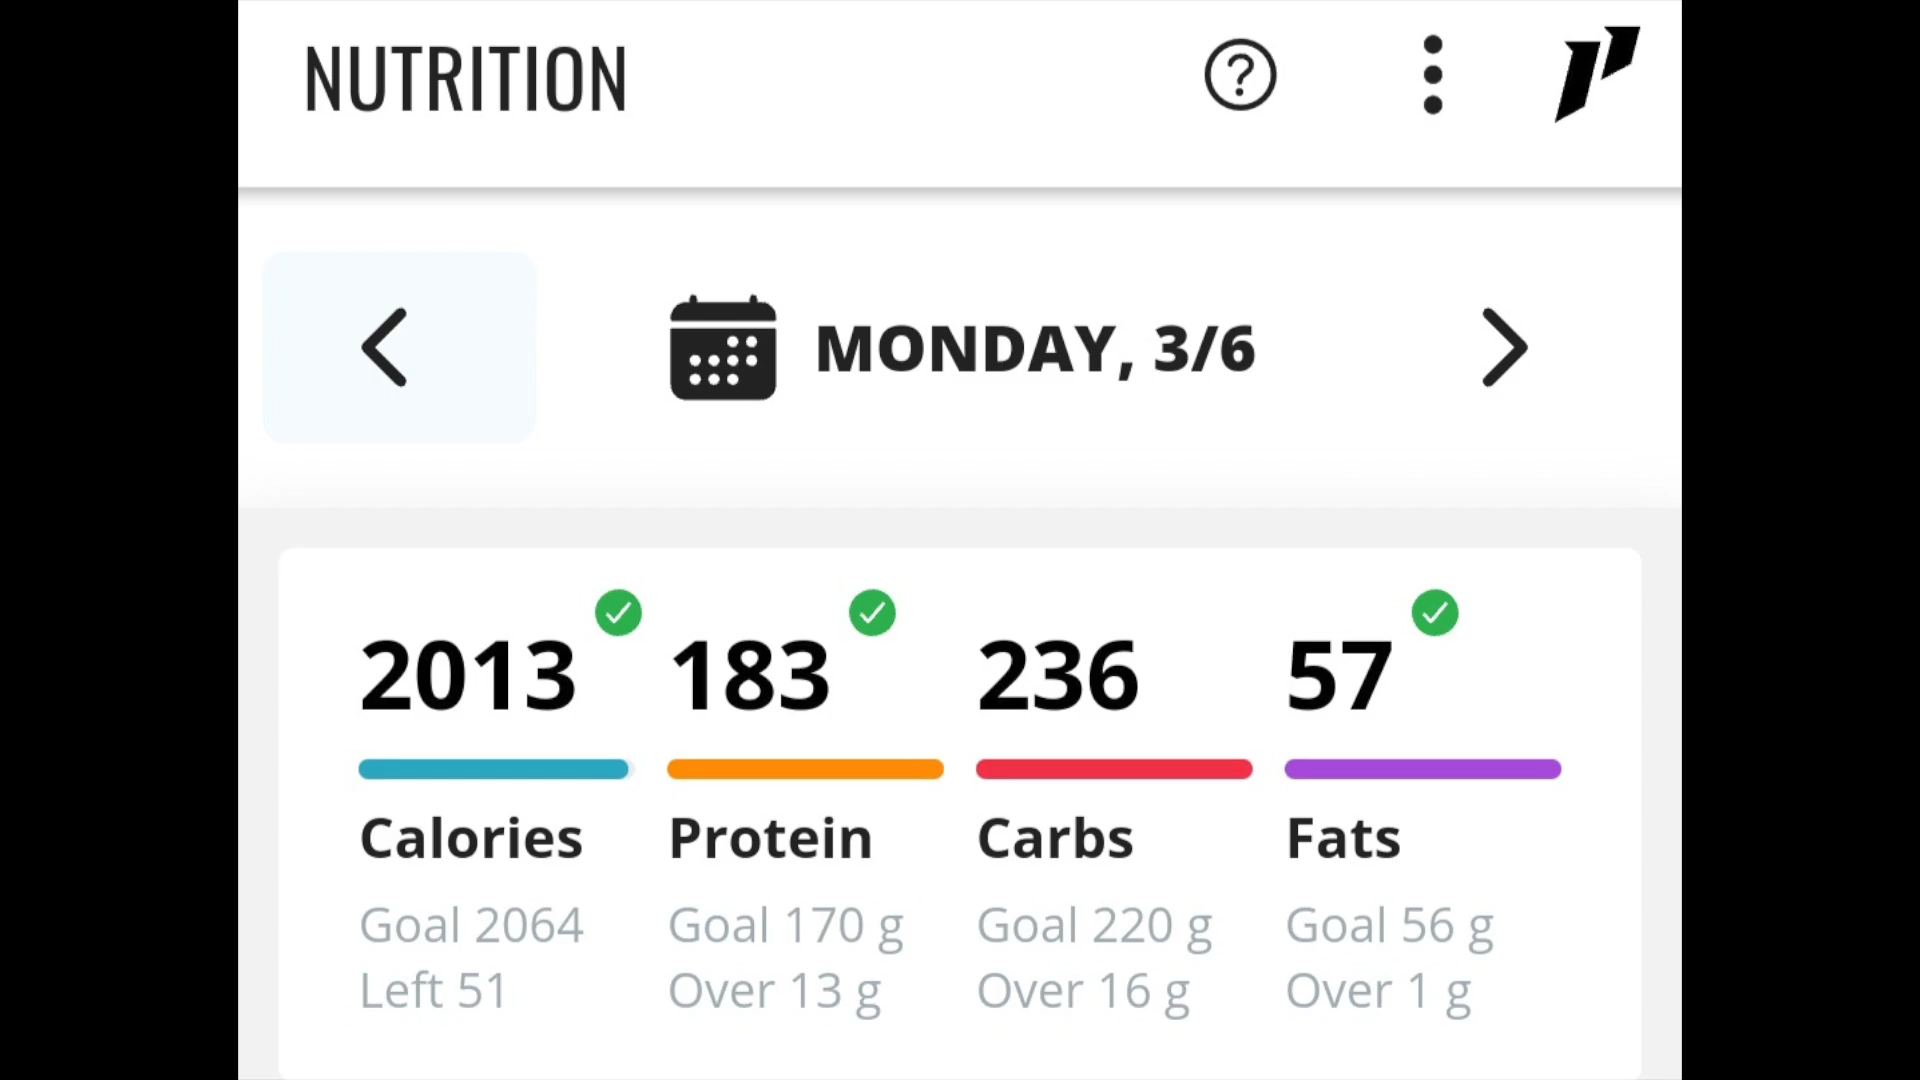 NUTRITION
MONDAY, 3/6
2013 183 236 57
Calories Protein Carbs Fats
Goal 2064 Goal 170 g Goal 220 g Goal 56 g
Left 51 Over 13 g Over 16 g Over 1 g